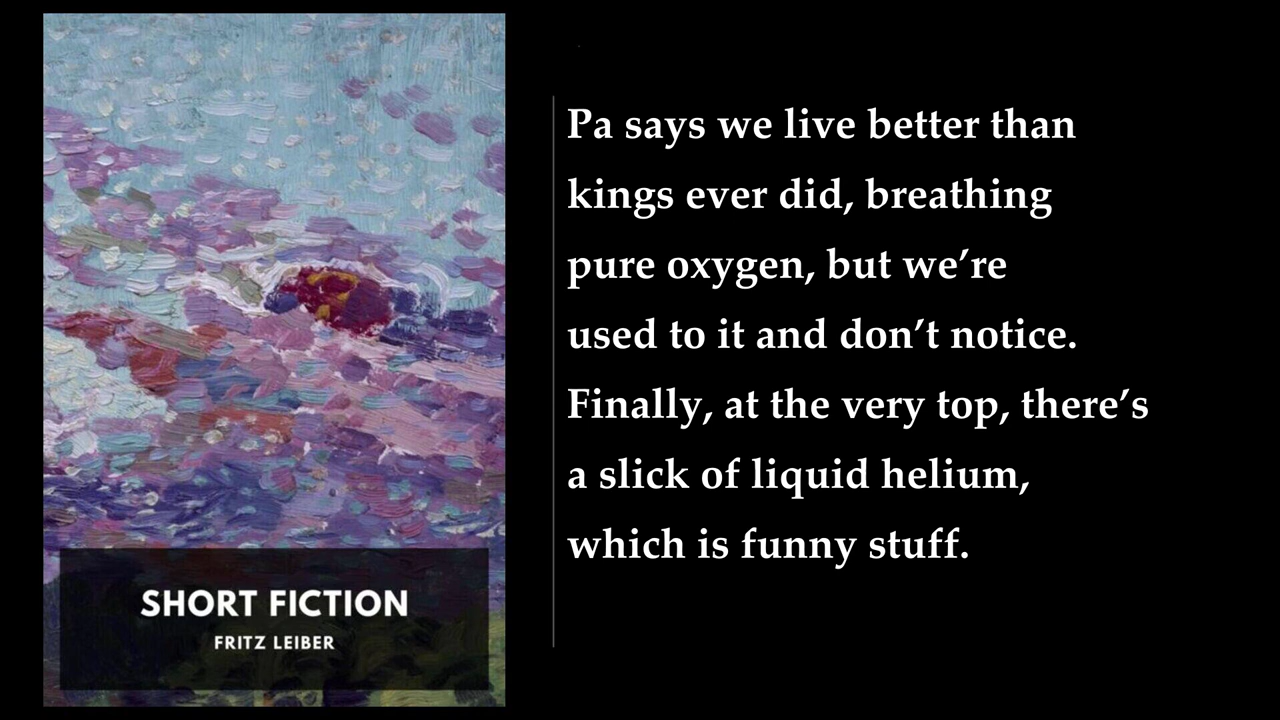 SHORT FICTION
FRITZ LEIBER
Pa says we live better than
kings ever did, breathing
pure oxygen, but we’re
used to it and don’t notice.
Finally, at the very top, there’s
a slick of liquid helium,
which is funny stuff.